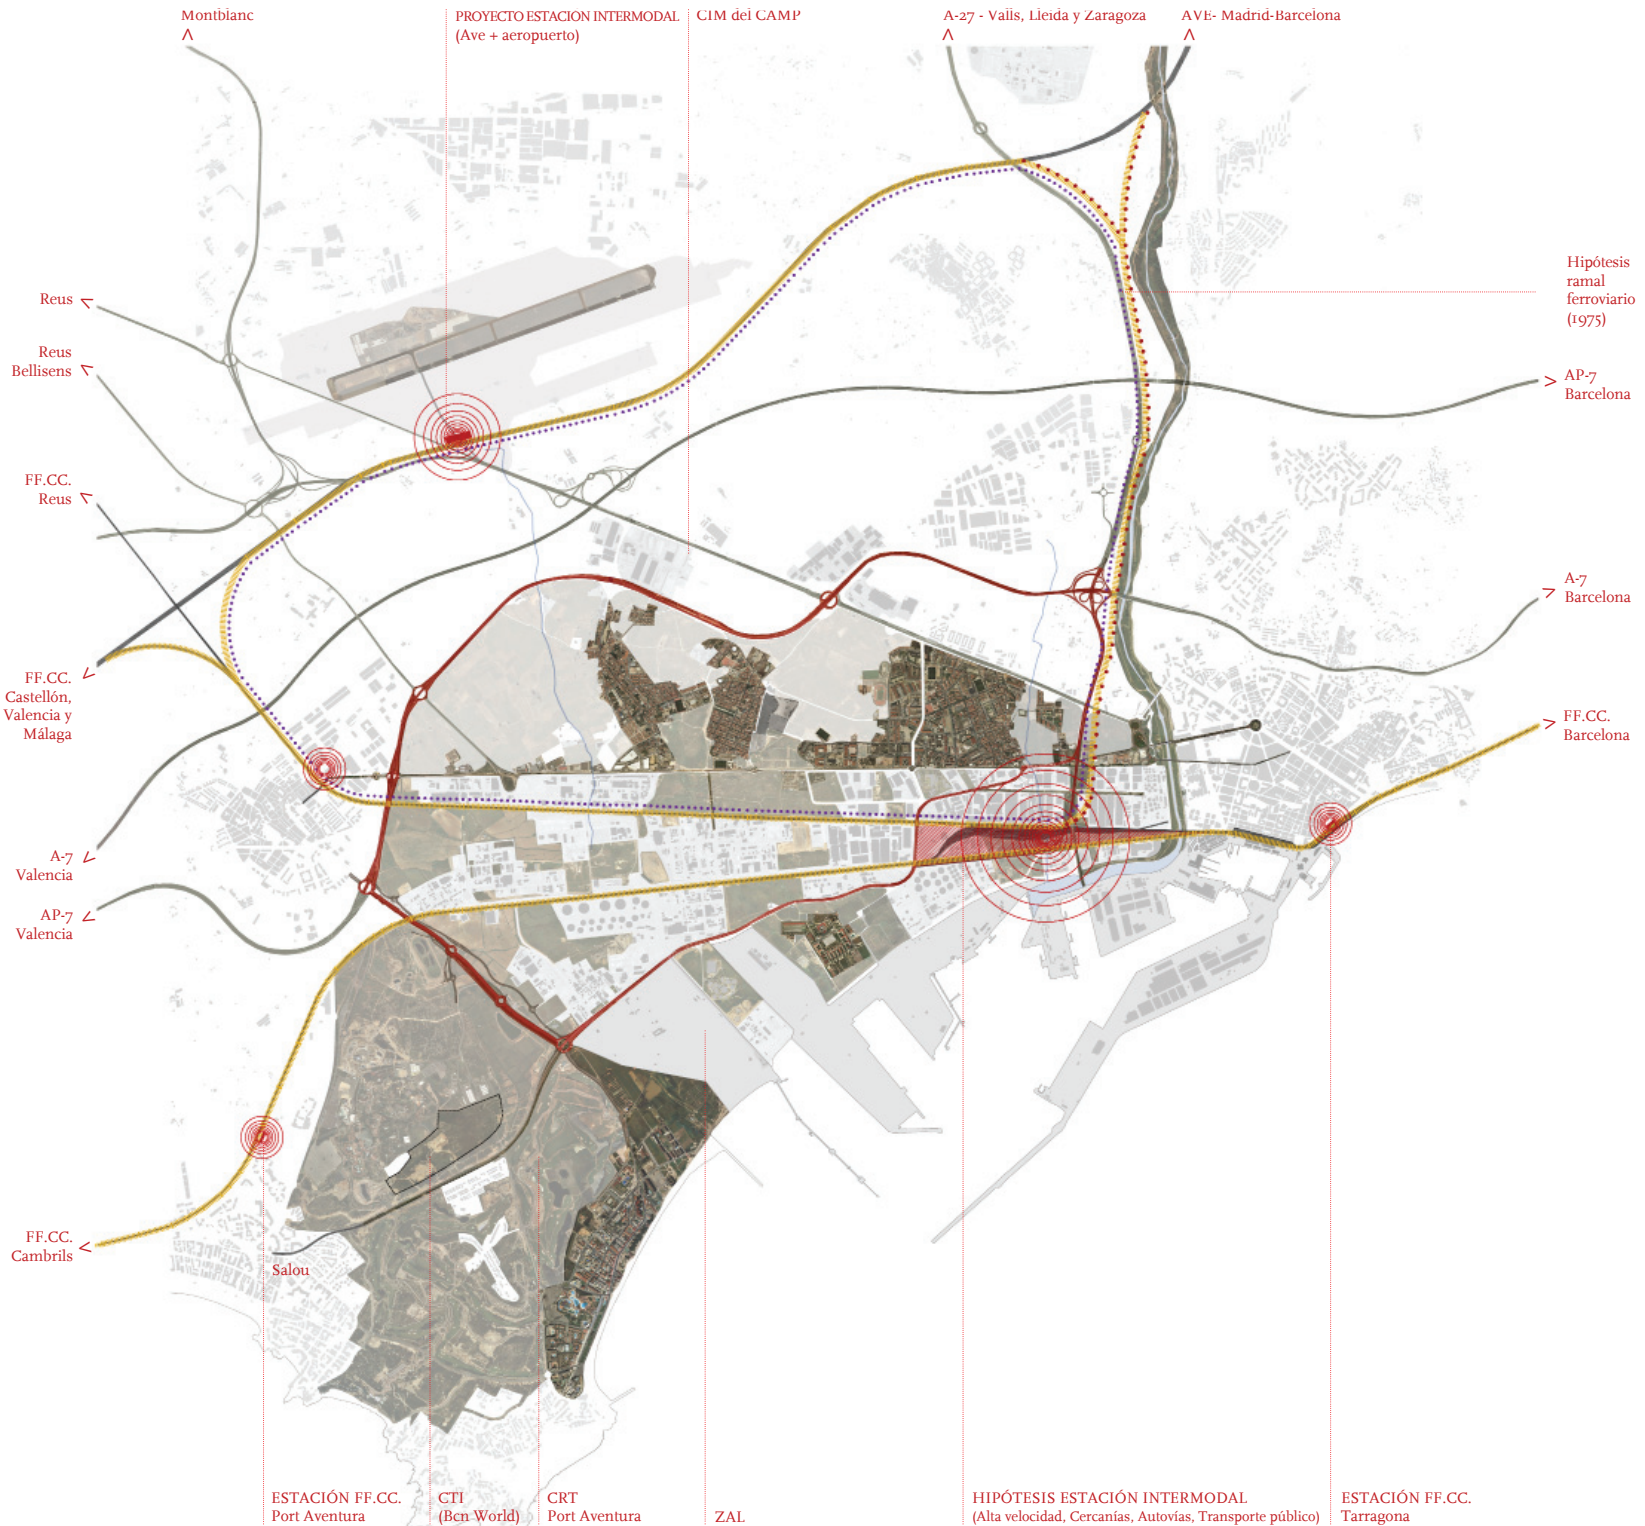 Montblanc
PROYECTO ESTACION INTERMODAL
(Ave + aeropuerto)
CIM del CAMP
A-27 - Valls, Lleida y Zaragoza
AVE- Madrid-Barcelona
Hipótesis
ramal
ferroviario
(1975)
Reus
Reus
Bellisens
AP-7
Barcelona
FF.CC.
Reus
A-7
Barcelona
FF.CC.
Castellón,
Valencia y
Málaga
FF.CC.
Barcelona
A-7
Valencia
AP-7
Valencia
FF.CC.
Cambrils
Salou
ESTACIÓN FF.CC.
Port Aventura
CTI
(Bcn World)
CRT
Port Aventura
ZAL
HIPÓTESIS ESTACIÓN INTERMODAL
(Alta velocidad, Cercanías, Autovías, Transporte público)
ESTACIÓN FF.CC.
Tarragona